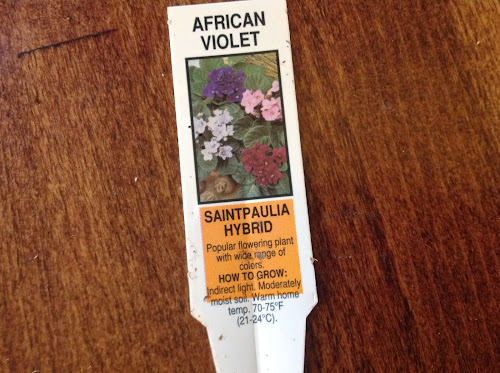 AFRICAN
VIOLET
SAINTPAULIA
HYBRID
Popular flowering plant
with wide range of
colors.
HOW TO GROW:
Indirect light. Moderately
moist soil. Warm home
temp. 70-75°F
(21-24°C).